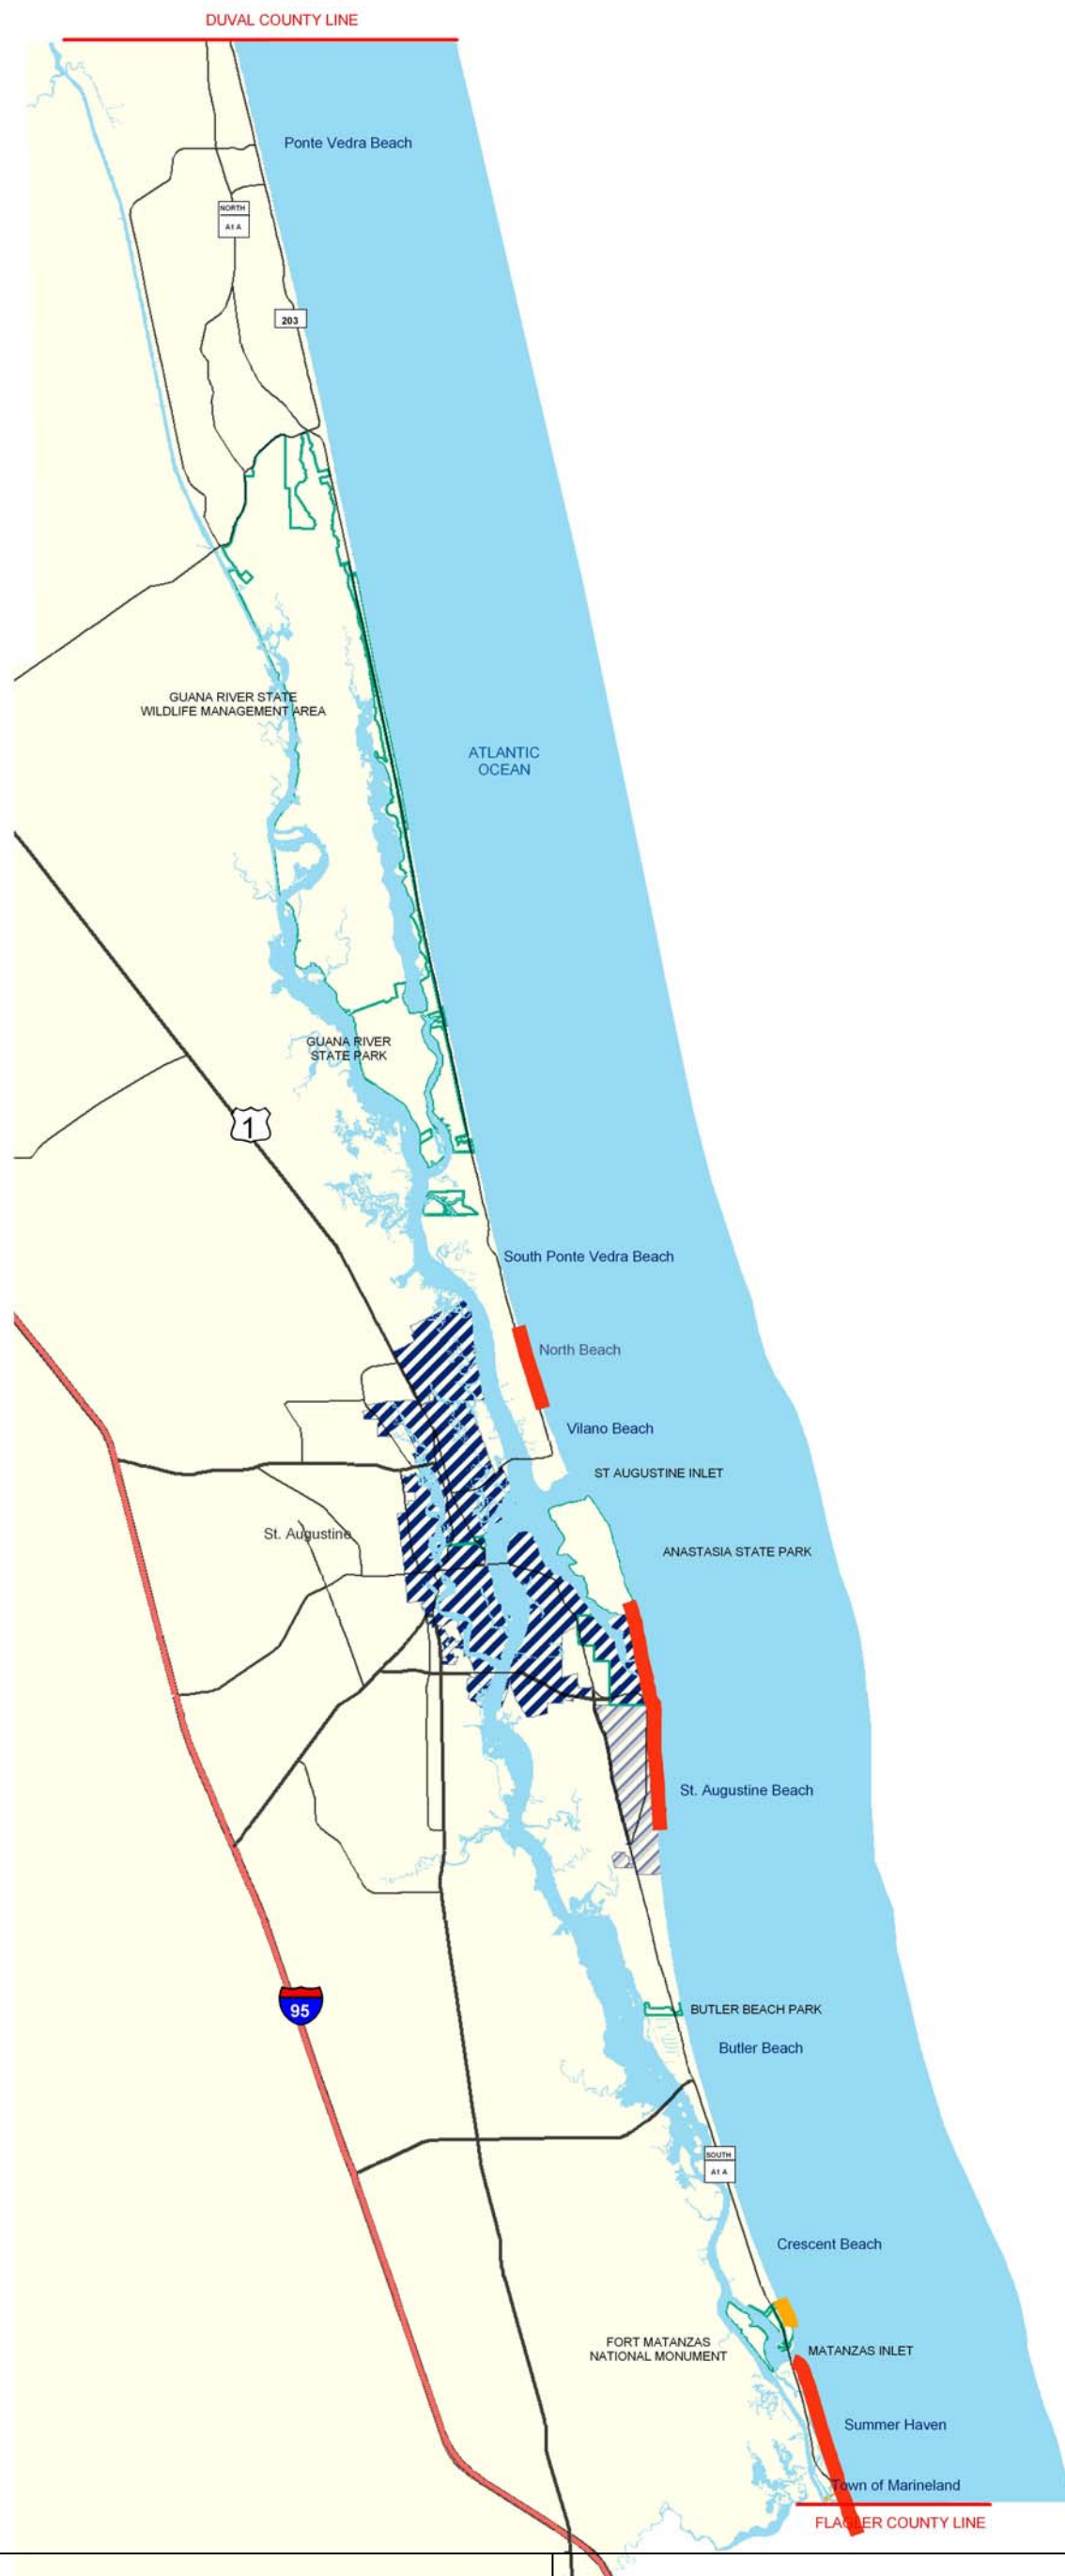 DUVAL COUNTY LINE
Ponte Vedra Beach
NORTH
A1A
203
GUANA RIVER STATE
WILDLIFE MANAGEMENT AREA
ATLANTIC
OCEAN
GUANA RIVER
STATE PARK
1
South Ponte Vedra Beach
North Beach
Vilano Beach
ST AUGUSTINE INLET
St. Augustine
ANASTASIA STATE PARK
St. Augustine Beach
95
BUTLER BEACH PARK
Butler Beach
SOUTH
A1A
Crescent Beach
FORT MATANZAS
NATIONAL MONUMENT
MATANZAS INLET
Summer Haven
Town of Marineland
FLAGLER COUNTY LINE